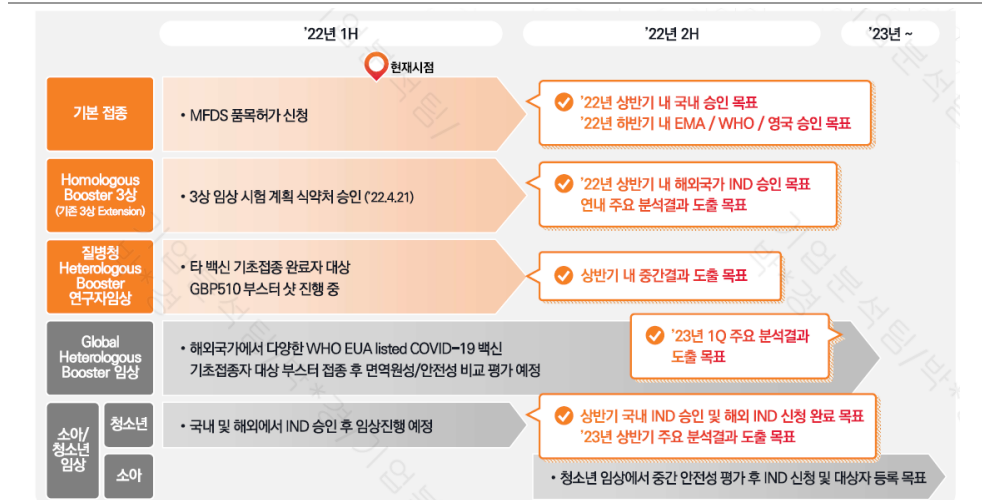 '22년 1H
'22년 2H
'23년 ~
현재시점
기본 접종
• MFDS 품목허가 신청
'22년 상반기 내 국내 승인 목표
'22년 하반기 내 EMA / WHO / 영국 승인 목표
Homologous
Booster 3상
(기존 3상 Extension)
• 3상 임상 시험 계획 식약처 승인 ('22.4.21)
'22년 상반기 내 해외국가 IND 승인 목표
연내 주요 분석결과 도출 목표
질병청
Heterologous
Booster
연구자임상
• 타 백신 기초접종 완료자 대상
GBP510 부스터 샷 진행 중
상반기 내 중간결과 도출 목표
Global
Heterologous
Booster 임상
• 해외국가에서 다양한 WHO EUA listed COVID-19 백신
기초접종자 대상 부스터 접종 후 면역원성/안전성 비교 평가 예정
'23년 1Q 주요 분석결과
도출 목표
소아/
청소년
임상
청소년
• 국내 및 해외에서 IND 승인 후 임상진행 예정
상반기 국내 IND 승인 및 해외 IND 신청 완료 목표
'23년 상반기 주요 분석결과 도출 목표
소아
• 청소년 임상에서 중간 안전성 평가 후 IND 신청 및 대상자 등록 목표
기업분석팀/박*경